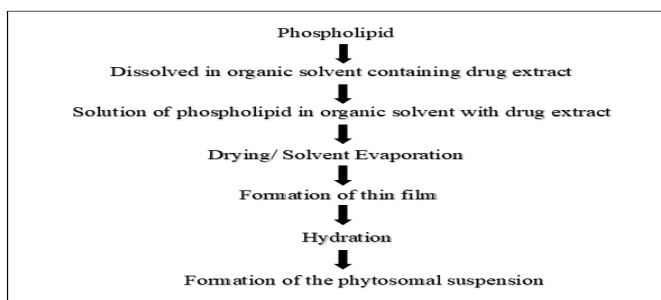 Phospholipid
Dissolved in organic solvent containing drug extract
Solution of phospholipid in organic solvent with drug extract
Drying/ Solvent Evaporation
Formation of thin film
Hydration
Formation of the phytosomal suspension